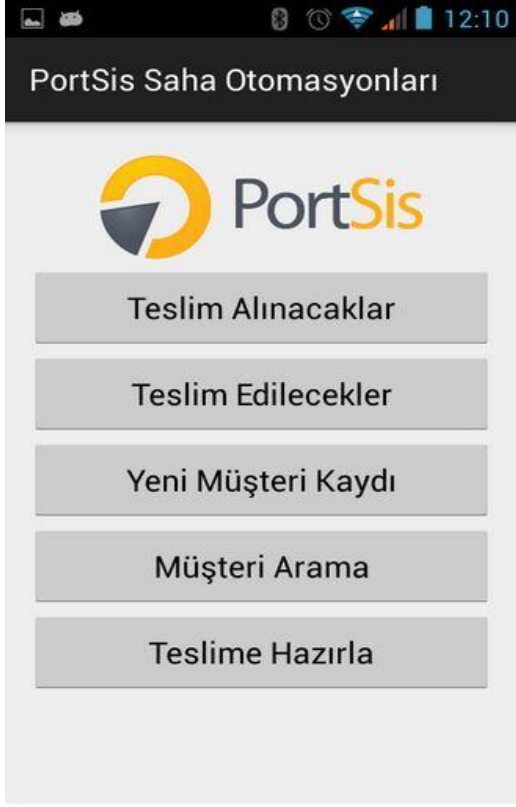 12:10
PortSis Saha Otomasyonları
PortSis
Teslim Alınacaklar
Teslim Edilecekler
Yeni Müşteri Kaydı
Müşteri Arama
Teslime Hazırla